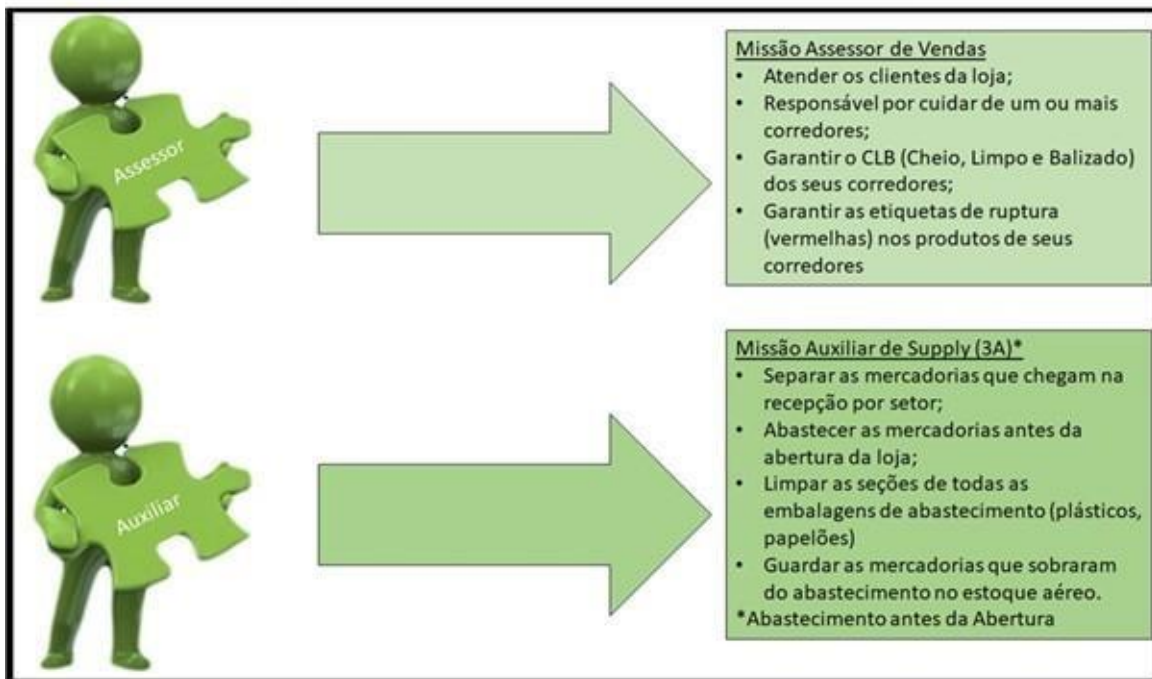 Assessor
Missão Assessor de Vendas
• Atender os clientes da loja;
• Responsável por cuidar de um ou mais
corredores;
• Garantir o CLB (Cheio, Limpo e Balizado)
dos seus corredores;
• Garantir as etiquetas de ruptura
(vermelhas) nos produtos de seus
corredores
Auxiliar
Missão Auxiliar de Supply (3A)*
• Separar as mercadorias que chegam na
recepção por setor;
• Abastecer as mercadorias antes da
abertura da loja;
• Limpar as seções de todas as
embalagens de abastecimento (plásticos,
papelões)
• Guardar as mercadorias que sobraram
do abastecimento no estoque aéreo.
*Abastecimento antes da Abertura